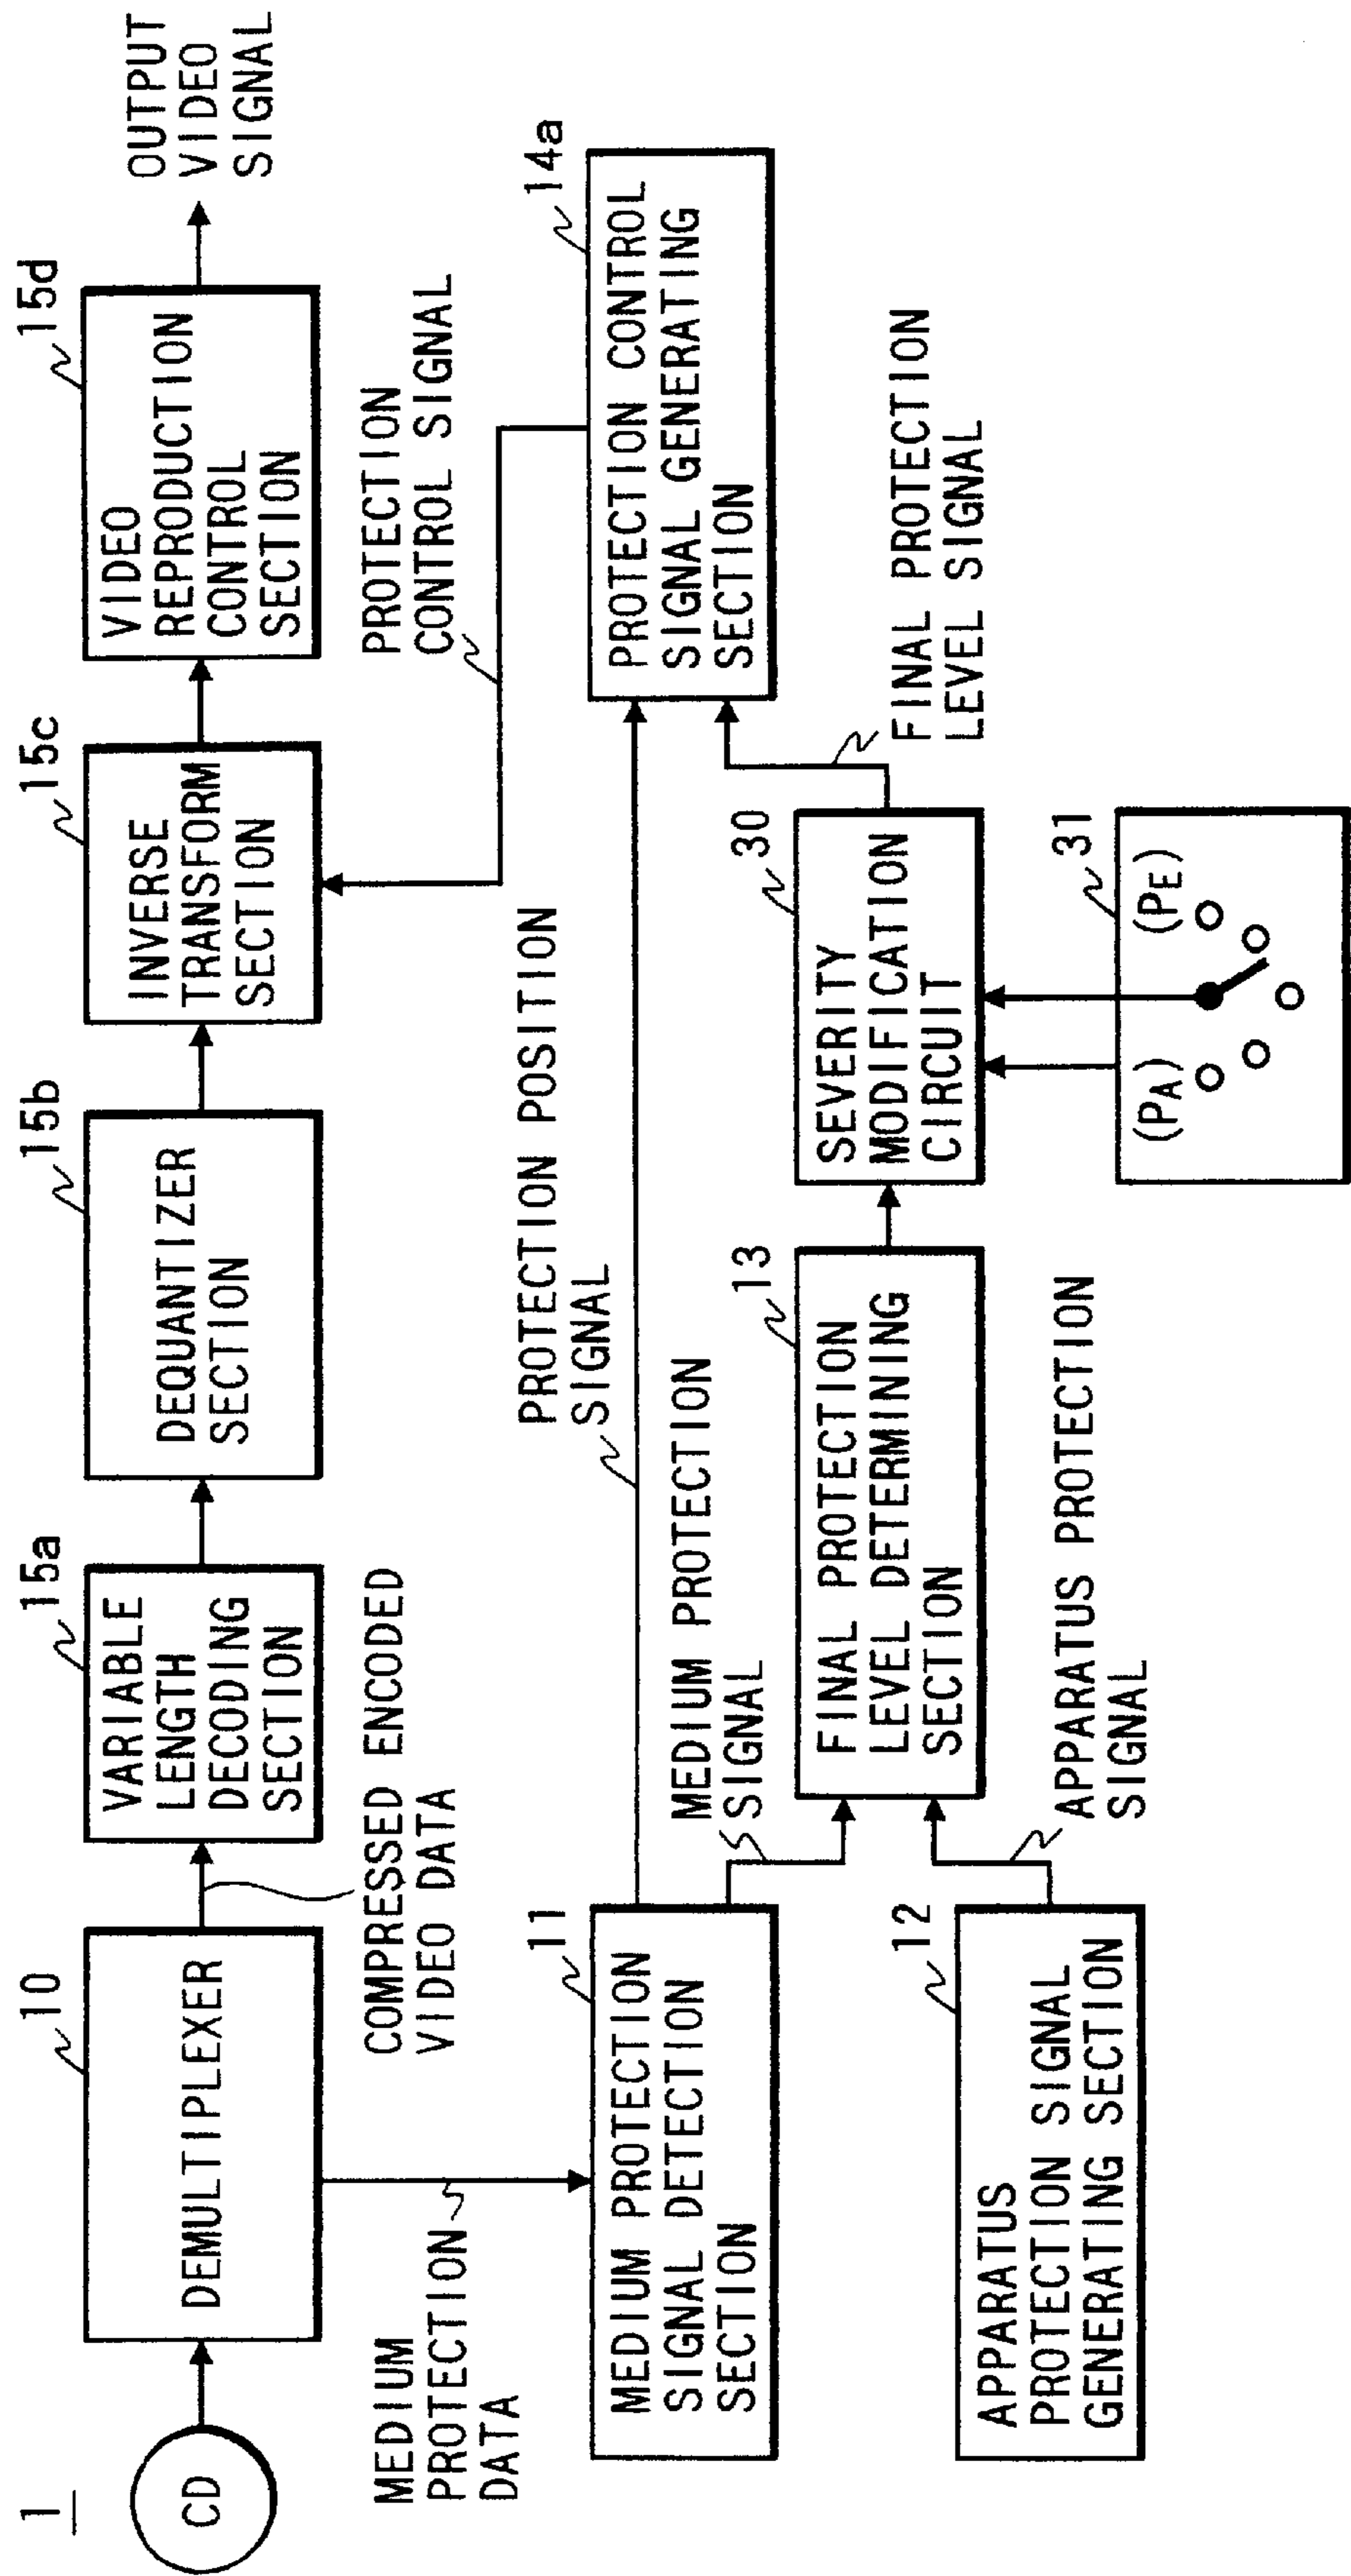 1
CD
10
DEMULTIPLEXER
15a
VARIABLE
LENGTH
DECODING
SECTION
15b
DEQUANTIZER
SECTION
15c
INVERSE
TRANSFORM
SECTION
15d
VIDEO
REPRODUCTION
CONTROL
SECTION
OUTPUT
VIDEO
SIGNAL
COMPRESSED ENCODED
VIDEO DATA
MEDIUM
PROTECTION
DATA
PROTECTION
CONTROL SIGNAL
11
MEDIUM PROTECTION
SIGNAL DETECTION
SECTION
PROTECTION POSITION
SIGNAL
14a
PROTECTION CONTROL
SIGNAL GENERATING
SECTION
MEDIUM PROTECTION
SIGNAL
12
APPARATUS
PROTECTION SIGNAL
GENERATING SECTION
APPARATUS PROTECTION
SIGNAL
13
FINAL PROTECTION
LEVEL DETERMINING
SECTION
30
SEVERITY
MODIFICATION
CIRCUIT
FINAL PROTECTION
LEVEL SIGNAL
31
(PA) (PE)